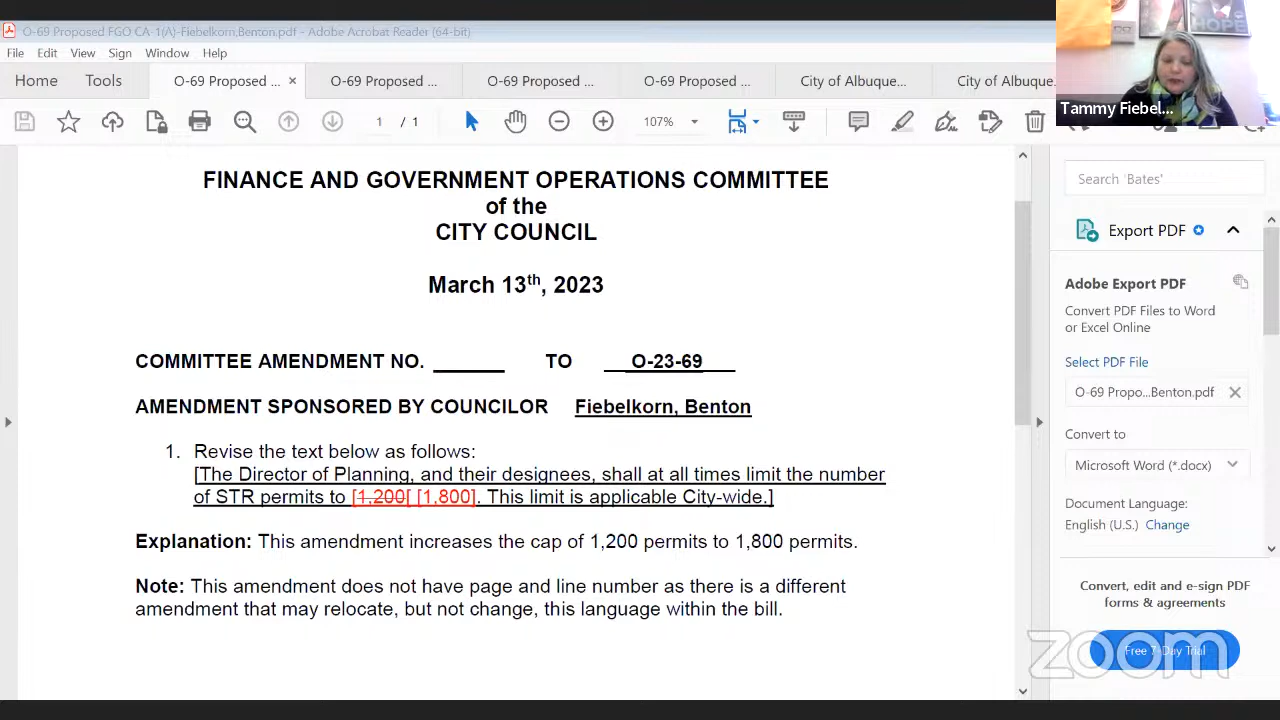 O-69 Proposed FGO CA-1(A)-Fiebelkorn,Benton.pdf - Adobe Acrobat Reader (64-bit)
File Edit View Sign Window Help
Home Tools O-69 Proposed ... × O-69 Proposed ... O-69 Proposed ... O-69 Proposed ... City of Albuque... City of Albuque...
HOPE
Tammy Fiebel...
1 / 1 107%
FINANCE AND GOVERNMENT OPERATIONS COMMITTEE
of the
CITY COUNCIL
March 13th, 2023
COMMITTEE AMENDMENT NO. ______ TO O-23-69
AMENDMENT SPONSORED BY COUNCILOR Fiebelkorn, Benton
1. Revise the text below as follows:
[The Director of Planning, and their designees, shall at all times limit the number
of STR permits to [1,200[ [1,800]. This limit is applicable City-wide.]
Explanation: This amendment increases the cap of 1,200 permits to 1,800 permits.
Note: This amendment does not have page and line number as there is a different
amendment that may relocate, but not change, this language within the bill.
Search 'Bates'
Export PDF
Adobe Export PDF
Convert PDF Files to Word
or Excel Online
Select PDF File
O-69 Propo...Benton.pdf
Convert to
Microsoft Word (*.docx)
Document Language:
English (U.S.) Change
Convert, edit and e-sign PDF
forms & agreements
Free 7-Day Trial
zoom